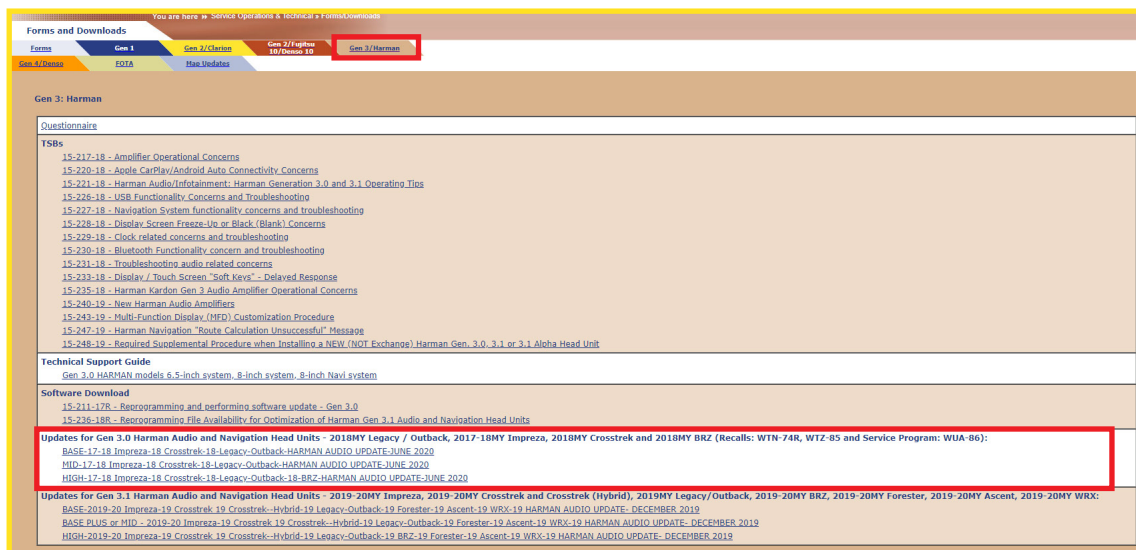 You are here » Service Operations & Technical » Forms/Downloads
Forms and Downloads
Forms
Gen 1
Gen 2/Clarion
Gen 2/Fujitsu
10/Denso 10
Gen 3/Harman
Gen 4/Denso
FOTA
Map Updates
Gen 3: Harman
Questionnaire
TSBs
15-217-18 - Amplifier Operational Concerns
15-220-18 - Apple CarPlay/Android Auto Connectivity Concerns
15-221-18 - Harman Audio/Infotainment: Harman Generation 3.0 and 3.1 Operating Tips
15-226-18 - USB Functionality Concerns and Troubleshooting
15-227-18 - Navigation System functionality concerns and troubleshooting
15-228-18 - Display Screen Freeze-Up or Black (Blank) Concerns
15-229-18 - Clock related concerns and troubleshooting
15-230-18 - Bluetooth Functionality concern and troubleshooting
15-231-18 - Troubleshooting audio related concerns
15-233-18 - Display / Touch Screen "Soft Keys" - Delayed Response
15-235-18 - Harman Kardon Gen 3 Audio Amplifier Operational Concerns
15-240-19 - New Harman Audio Amplifiers
15-243-19 - Multi-Function Display (MFD) Customization Procedure
15-247-19 - Harman Navigation "Route Calculation Unsuccessful" Message
15-248-19 - Required Supplemental Procedure when Installing a NEW (NOT Exchange) Harman Gen. 3.0, 3.1 or 3.1 Alpha Head Unit
Technical Support Guide
Gen 3.0 HARMAN models 6.5-inch system, 8-inch system, 8-inch Navi system
Software Download
15-211-17R - Reprogramming and performing software update - Gen 3.0
15-236-18R - Reprogramming File Availability for Optimization of Harman Gen 3.1 Audio and Navigation Head Units
Updates for Gen 3.0 Harman Audio and Navigation Head Units - 2018MY Legacy / Outback, 2017-18MY Impreza, 2018MY Crosstrek and 2018MY BRZ (Recalls: WTN-74R, WTZ-85 and Service Program: WUA-86):
BASE-17-18 Impreza-18 Crosstrek-18-Legacy-Outback-HARMAN AUDIO UPDATE-JUNE 2020
MID-17-18 Impreza-18 Crosstrek-18-Legacy-Outback-HARMAN AUDIO UPDATE-JUNE 2020
HIGH-17-18 Impreza-18 Crosstrek-18-Legacy-Outback-18-BRZ-HARMAN AUDIO UPDATE-JUNE 2020
Updates for Gen 3.1 Harman Audio and Navigation Head Units - 2019-20MY Impreza, 2019-20MY Crosstrek and Crosstrek (Hybrid), 2019MY Legacy/Outback, 2019-20MY BRZ, 2019-20MY Forester, 2019-20MY Ascent, 2019-20MY WRX:
BASE-2019-20 Impreza-19 Crosstrek 19 Crosstrek--Hybrid-19 Legacy-Outback-19 Forester-19 Ascent-19 WRX-19 HARMAN AUDIO UPDATE- DECEMBER 2019
BASE PLUS or MID - 2019-20 Impreza-19 Crosstrek 19 Crosstrek--Hybrid-19 Legacy-Outback-19 Forester-19 Ascent-19 WRX-19 HARMAN AUDIO UPDATE- DECEMBER 2019
HIGH-2019-20 Impreza-19 Crosstrek 19 Crosstrek--Hybrid-19 Legacy-Outback-19 BRZ-19 Forester-19 Ascent-19 WRX-19 HARMAN AUDIO UPDATE- DECEMBER 2019